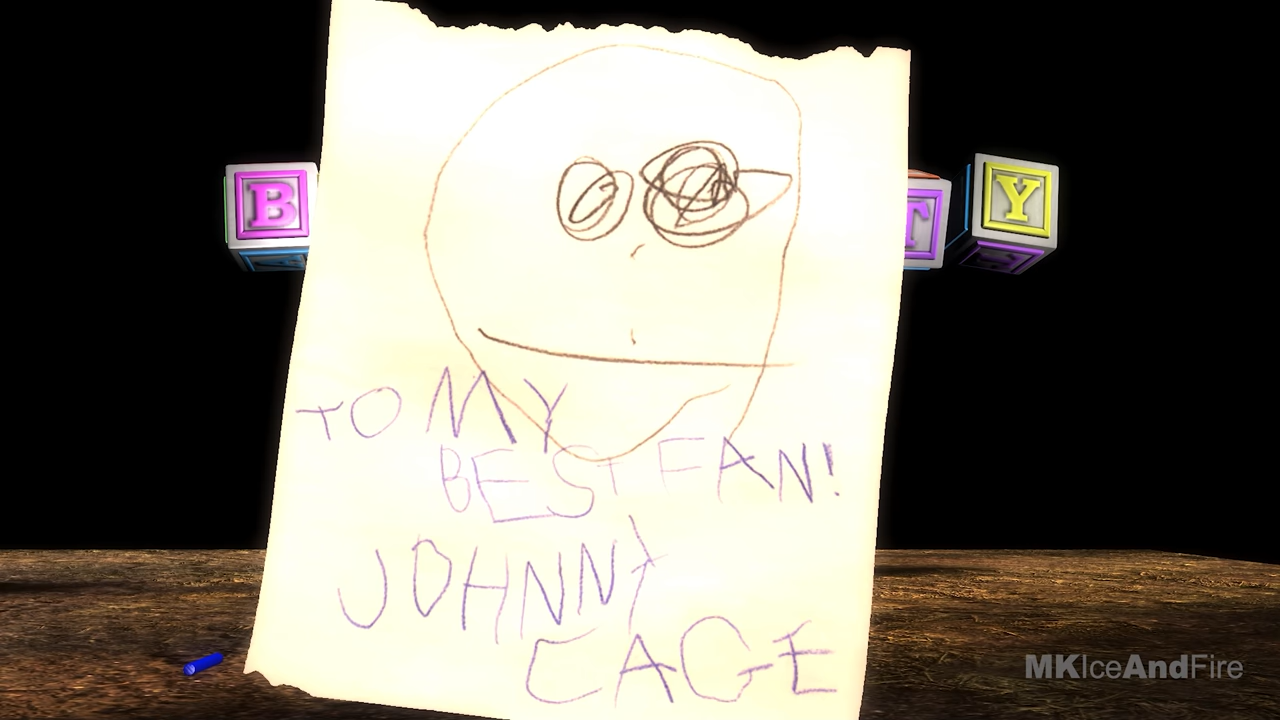 B T Y
TO MY
BEST FAN!
JOHNNY
CAGE
MKIceAndFire